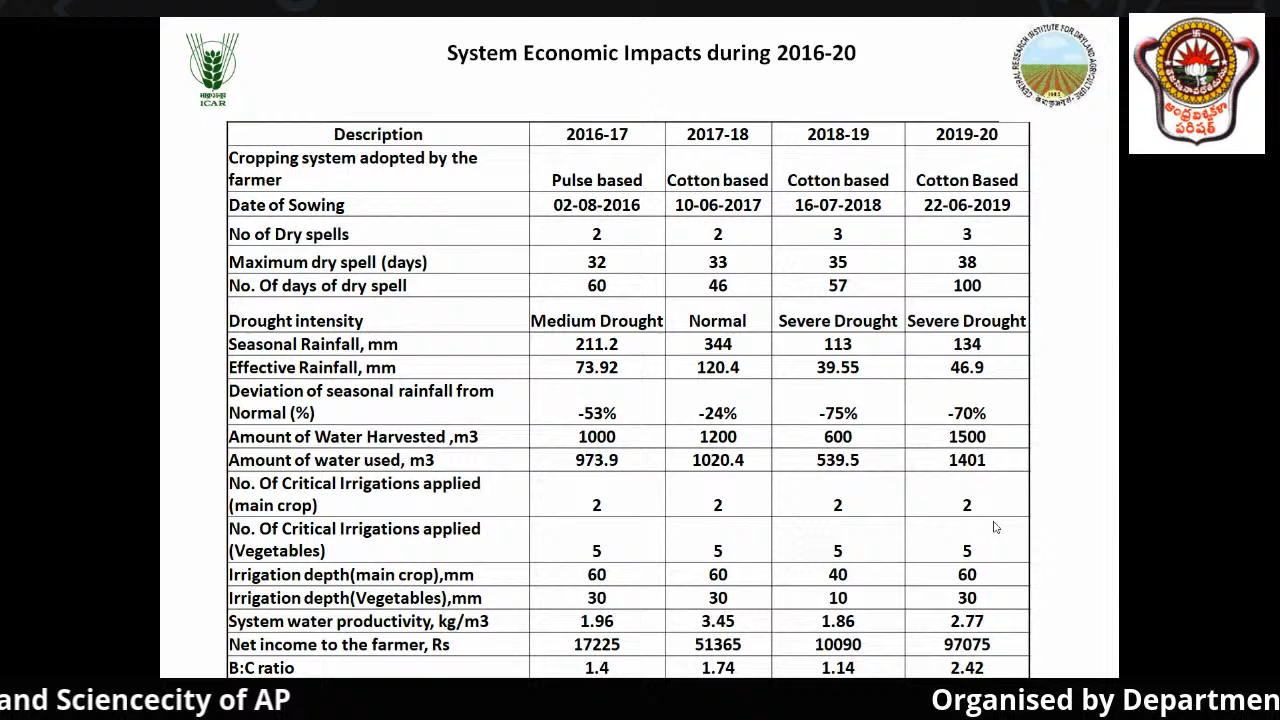 System Economic Impacts during 2016-20
ICAR
CENTRAL RESEARCH INSTITUTE FOR DRYLAND AGRICULTURE
Description 2016-17 2017-18 2018-19 2019-20
Cropping system adopted by the
farmer Pulse based Cotton based Cotton based Cotton Based
Date of Sowing 02-08-2016 10-06-2017 16-07-2018 22-06-2019
No of Dry spells 2 2 3 3
Maximum dry spell (days) 32 33 35 38
No. Of days of dry spell 60 46 57 100
Drought intensity Medium Drought Normal Severe Drought Severe Drought
Seasonal Rainfall, mm 211.2 344 113 134
Effective Rainfall, mm 73.92 120.4 39.55 46.9
Deviation of seasonal rainfall from
Normal (%) -53% -24% -75% -70%
Amount of Water Harvested ,m3 1000 1200 600 1500
Amount of water used, m3 973.9 1020.4 539.5 1401
No. Of Critical Irrigations applied
(main crop) 2 2 2 2
No. Of Critical Irrigations applied
(Vegetables) 5 5 5 5
Irrigation depth(main crop),mm 60 60 40 60
Irrigation depth(Vegetables),mm 30 30 10 30
System water productivity, kg/m3 1.96 3.45 1.86 2.77
Net income to the farmer, Rs 17225 51365 10090 97075
B:C ratio 1.4 1.74 1.14 2.42
and Sciencecity of AP Organised by Departmen